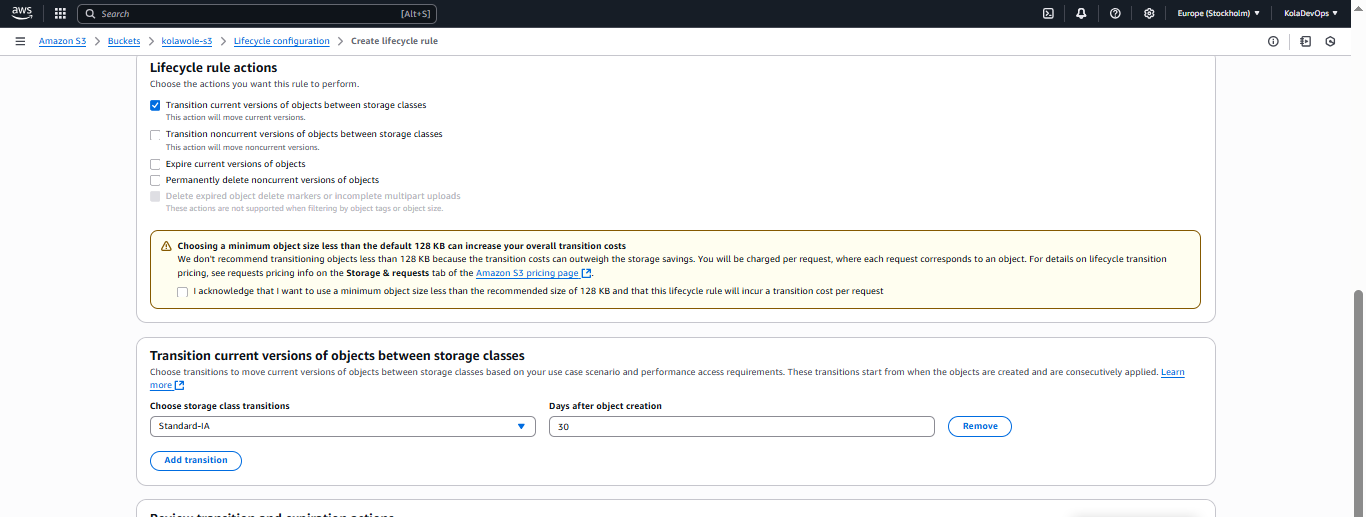 aws
Search [Alt+S] Europe (Stockholm) KolaDevOps
Amazon S3 > Buckets > kolawole-s3 > Lifecycle configuration > Create lifecycle rule
Lifecycle rule actions
Choose the actions you want this rule to perform.
Transition current versions of objects between storage classes
This action will move current versions.
Transition noncurrent versions of objects between storage classes
This action will move noncurrent versions.
Expire current versions of objects
Permanently delete noncurrent versions of objects
Delete expired object delete markers or incomplete multipart uploads
These actions are not supported when filtering by object tags or object size.
Choosing a minimum object size less than the default 128 KB can increase your overall transition costs
We don't recommend transitioning objects less than 128 KB because the transition costs can outweigh the storage savings. You will be charged per request, where each request corresponds to an object. For details on lifecycle transition
pricing, see requests pricing info on the Storage & requests tab of the Amazon S3 pricing page.
I acknowledge that I want to use a minimum object size less than the recommended size of 128 KB and that this lifecycle rule will incur a transition cost per request
Transition current versions of objects between storage classes
Choose transitions to move current versions of objects between storage classes based on your use case scenario and performance access requirements. These transitions start from when the objects are created and are consecutively applied. Learn
more
Choose storage class transitions Days after object creation
Standard-IA 30 Remove
Add transition
Review transition and expiration actions